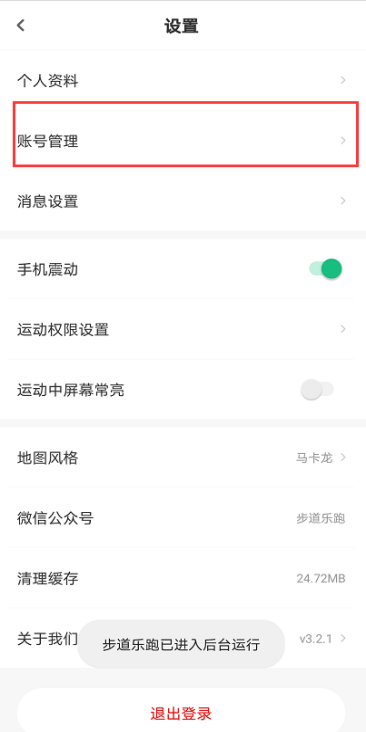 设置
个人资料
账号管理
消息设置
手机震动
运动权限设置
运动中屏幕常亮
地图风格 马卡龙
微信公众号 步道乐跑
清理缓存 24.72MB
关于我们 v3.2.1
步道乐跑已进入后台运行
退出登录